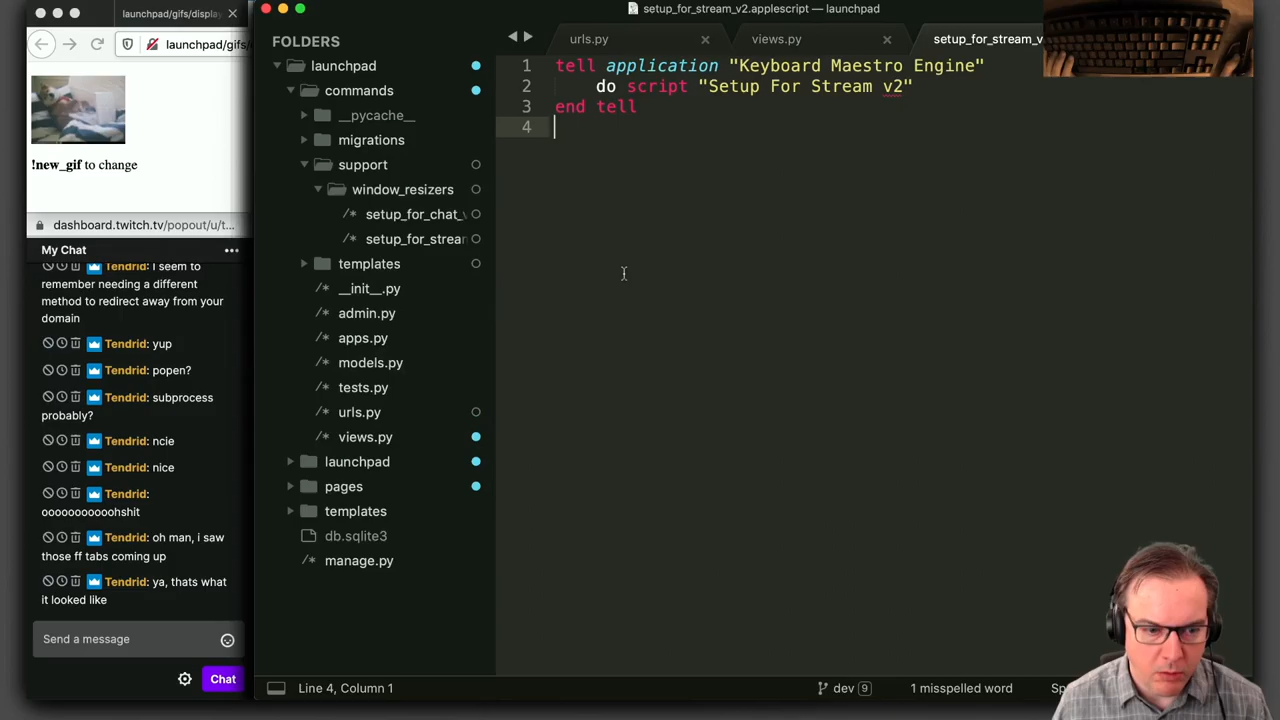 launchpad/gifs/display
launchpad/gifs/
!new_gif to change
dashboard.twitch.tv/popout/u/t...
My Chat
Tendrid: I seem to
remember needing a different
method to redirect away from your
domain
Tendrid: yup
Tendrid: popen?
Tendrid: subprocess
probably?
Tendrid: ncie
Tendrid: nice
Tendrid:
ooooooooooohshit
Tendrid: oh man, i saw
those ff tabs coming up
Tendrid: ya, thats what
it looked like
Send a message
Chat
setup_for_stream_v2.applescript — launchpad
FOLDERS
launchpad
commands
__pycache__
migrations
support
window_resizers
/* setup_for_chat_
/* setup_for_strea
templates
/* __init__.py
/* admin.py
/* apps.py
/* models.py
/* tests.py
/* urls.py
/* views.py
launchpad
pages
templates
db.sqlite3
/* manage.py
urls.py
views.py
setup_for_stream_v
1 tell application "Keyboard Maestro Engine"
2 do script "Setup For Stream v2"
3 end tell
4
Line 4, Column 1
dev 9
1 misspelled word
Sp